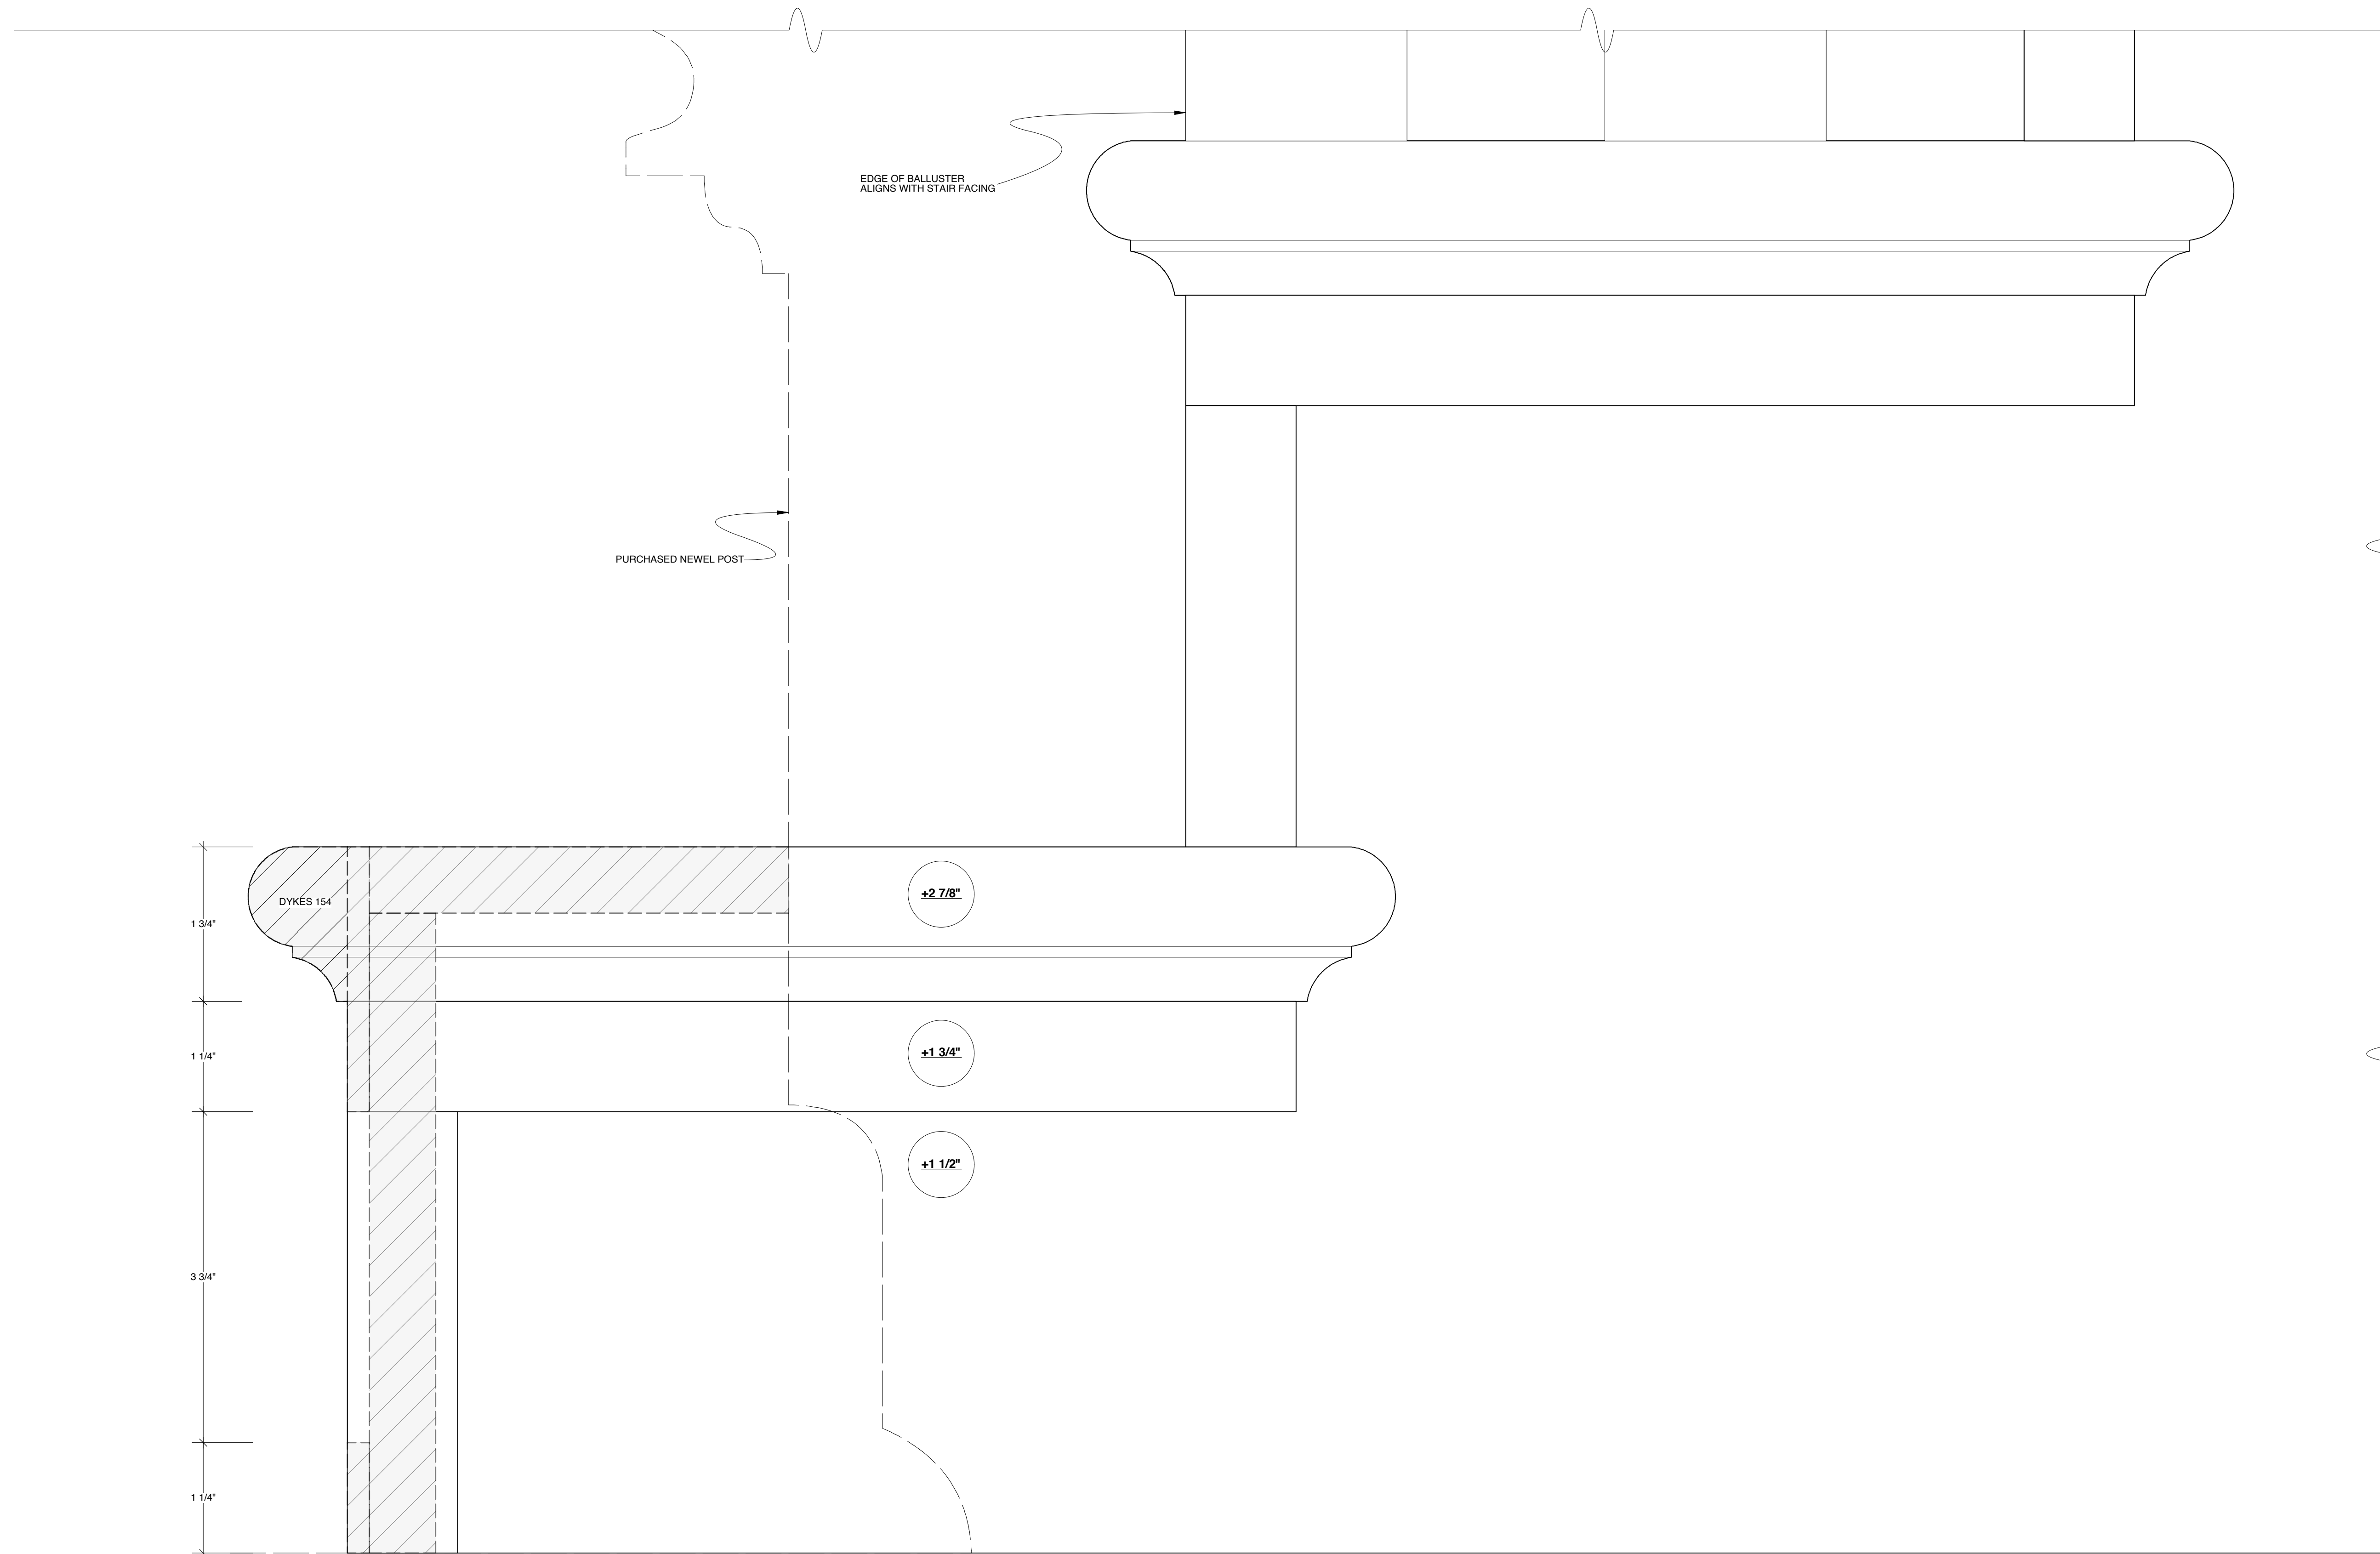 EDGE OF BALLUSTER
ALIGNS WITH STAIR FACING
PURCHASED NEWEL POST
+2 7/8"
DYKES 154
1 3/4"
+1 3/4"
1 1/4"
+1 1/2"
3 3/4"
1 1/4"